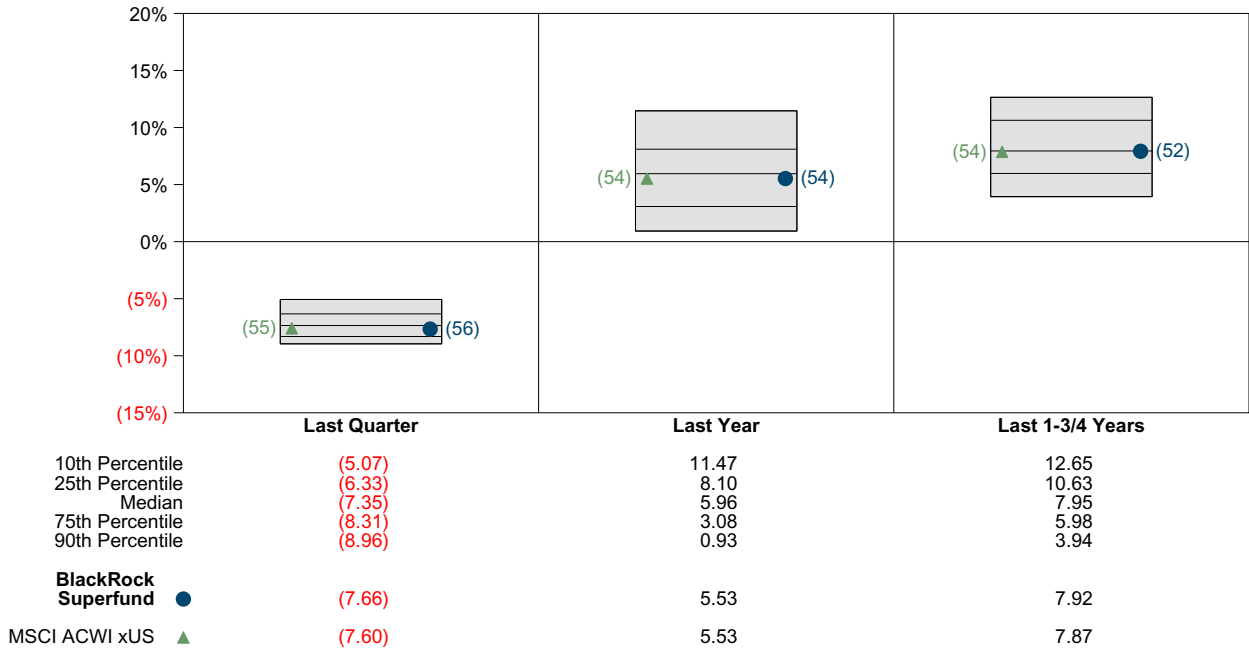 20%
15%
10%
5%
0%
(5%)
(10%)
(15%)
(55) (56)
(54) (54)
(54) (52)
Last Quarter Last Year Last 1-3/4 Years
10th Percentile (5.07) 11.47 12.65
25th Percentile (6.33) 8.10 10.63
Median (7.35) 5.96 7.95
75th Percentile (8.31) 3.08 5.98
90th Percentile (8.96) 0.93 3.94
BlackRock
Superfund (7.66) 5.53 7.92
MSCI ACWI xUS (7.60) 5.53 7.87